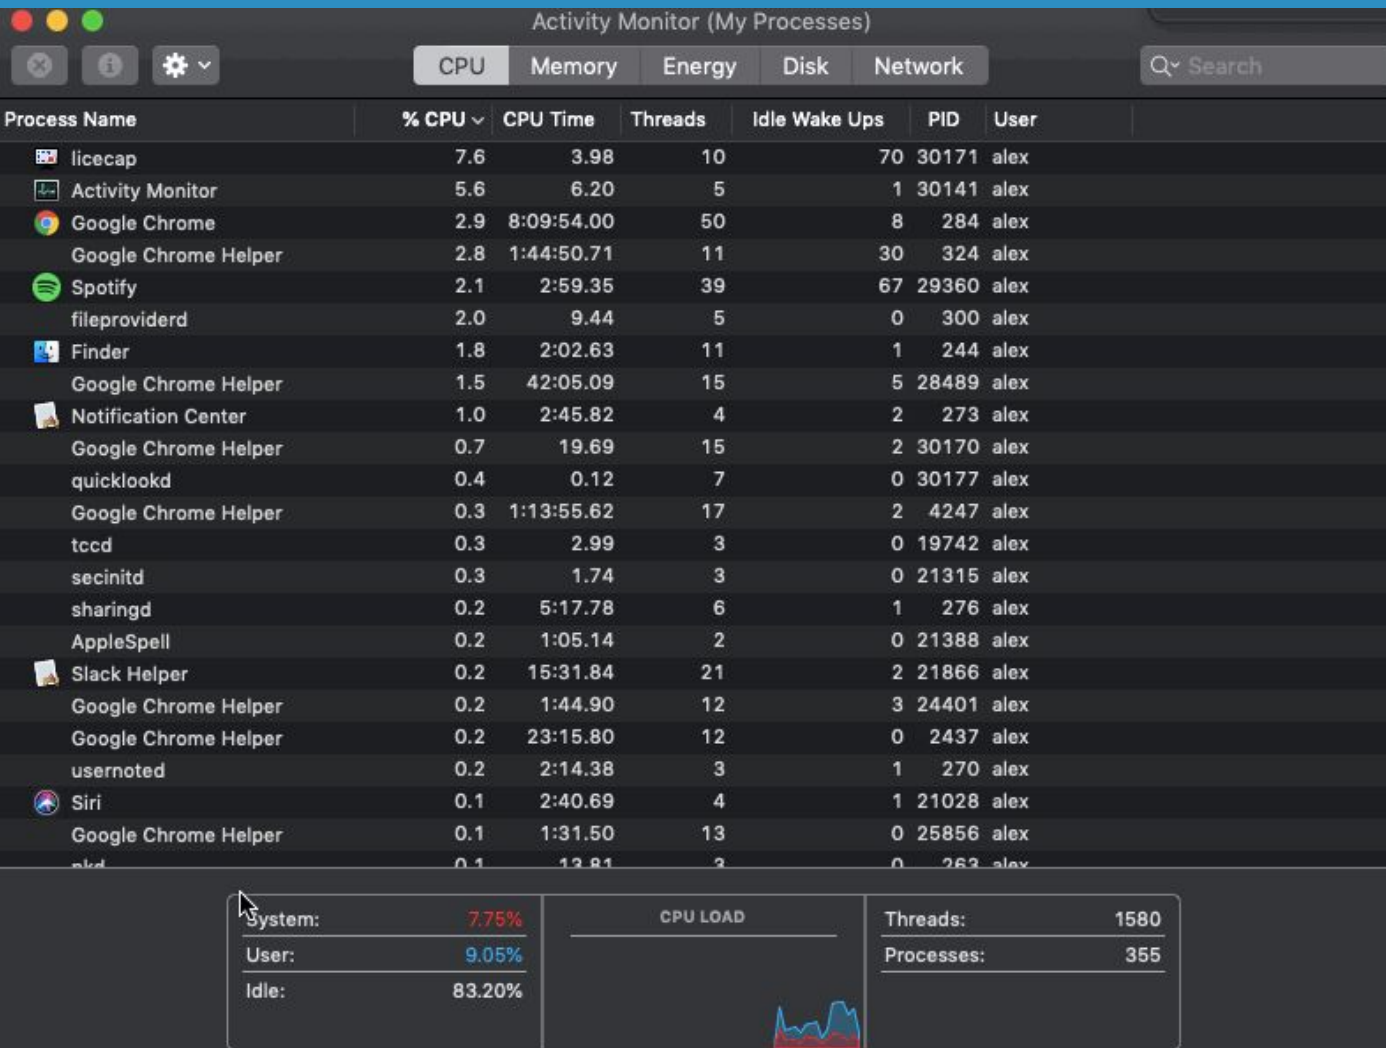 Activity Monitor (My Processes)
CPU Memory Energy Disk Network Search
Process Name % CPU CPU Time Threads Idle Wake Ups PID User
licecap 7.6 3.98 10 70 30171 alex
Activity Monitor 5.6 6.20 5 1 30141 alex
Google Chrome 2.9 8:09:54.00 50 8 284 alex
Google Chrome Helper 2.8 1:44:50.71 11 30 324 alex
Spotify 2.1 2:59.35 39 67 29360 alex
fileproviderd 2.0 9.44 5 0 300 alex
Finder 1.8 2:02.63 11 1 244 alex
Google Chrome Helper 1.5 42:05.09 15 5 28489 alex
Notification Center 1.0 2:45.82 4 2 273 alex
Google Chrome Helper 0.7 19.69 15 2 30170 alex
quicklookd 0.4 0.12 7 0 30177 alex
Google Chrome Helper 0.3 1:13:55.62 17 2 4247 alex
tccd 0.3 2.99 3 0 19742 alex
secinitd 0.3 1.74 3 0 21315 alex
sharingd 0.2 5:17.78 6 1 276 alex
AppleSpell 0.2 1:05.14 2 0 21388 alex
Slack Helper 0.2 15:31.84 21 2 21866 alex
Google Chrome Helper 0.2 1:44.90 12 3 24401 alex
Google Chrome Helper 0.2 23:15.80 12 0 2437 alex
usernoted 0.2 2:14.38 3 1 270 alex
Siri 0.1 2:40.69 4 1 21028 alex
Google Chrome Helper 0.1 1:31.50 13 0 25856 alex
pkd 0.1 13.81 3 0 263 alex
System: 7.75% CPU LOAD Threads: 1580
User: 9.05% Processes: 355
Idle: 83.20%